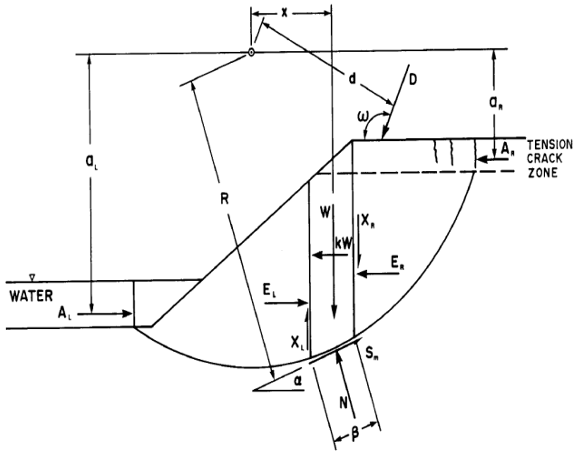 x
d
D
ω
a_R
A_R
TENSION
CRACK
ZONE
a_L
R
W
X_R
kW
E_R
E_L
WATER
A_L
X_L
S_m
α
N
β